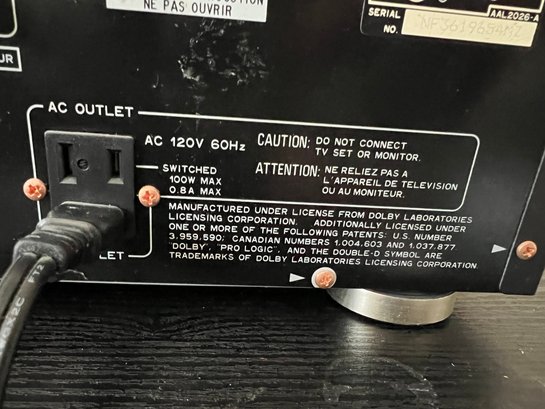 NE PAS OUVRIR
AAL2026-A
SERIAL
NO.
UR
AC OUTLET
AC 120V 60Hz
SWITCHED
100W MAX
0.8A MAX
CAUTION: DO NOT CONNECT
TV SET OR MONITOR.
ATTENTION: NE RELIEZ PAS A
L'APPAREIL DE TELEVISION
OU AU MONITEUR.
LET
MANUFACTURED UNDER LICENSE FROM DOLBY LABORATORIES
LICENSING CORPORATION. ADDITIONALLY LICENSED UNDER
ONE OR MORE OF THE FOLLOWING PATENTS: U.S. NUMBER
3.959.590; CANADIAN NUMBERS 1.004.603 AND 1.037.877.
"DOLBY", "PRO LOGIC", AND THE DOUBLE-D SYMBOL ARE
TRADEMARKS OF DOLBY LABORATORIES LICENSING CORPORATION.